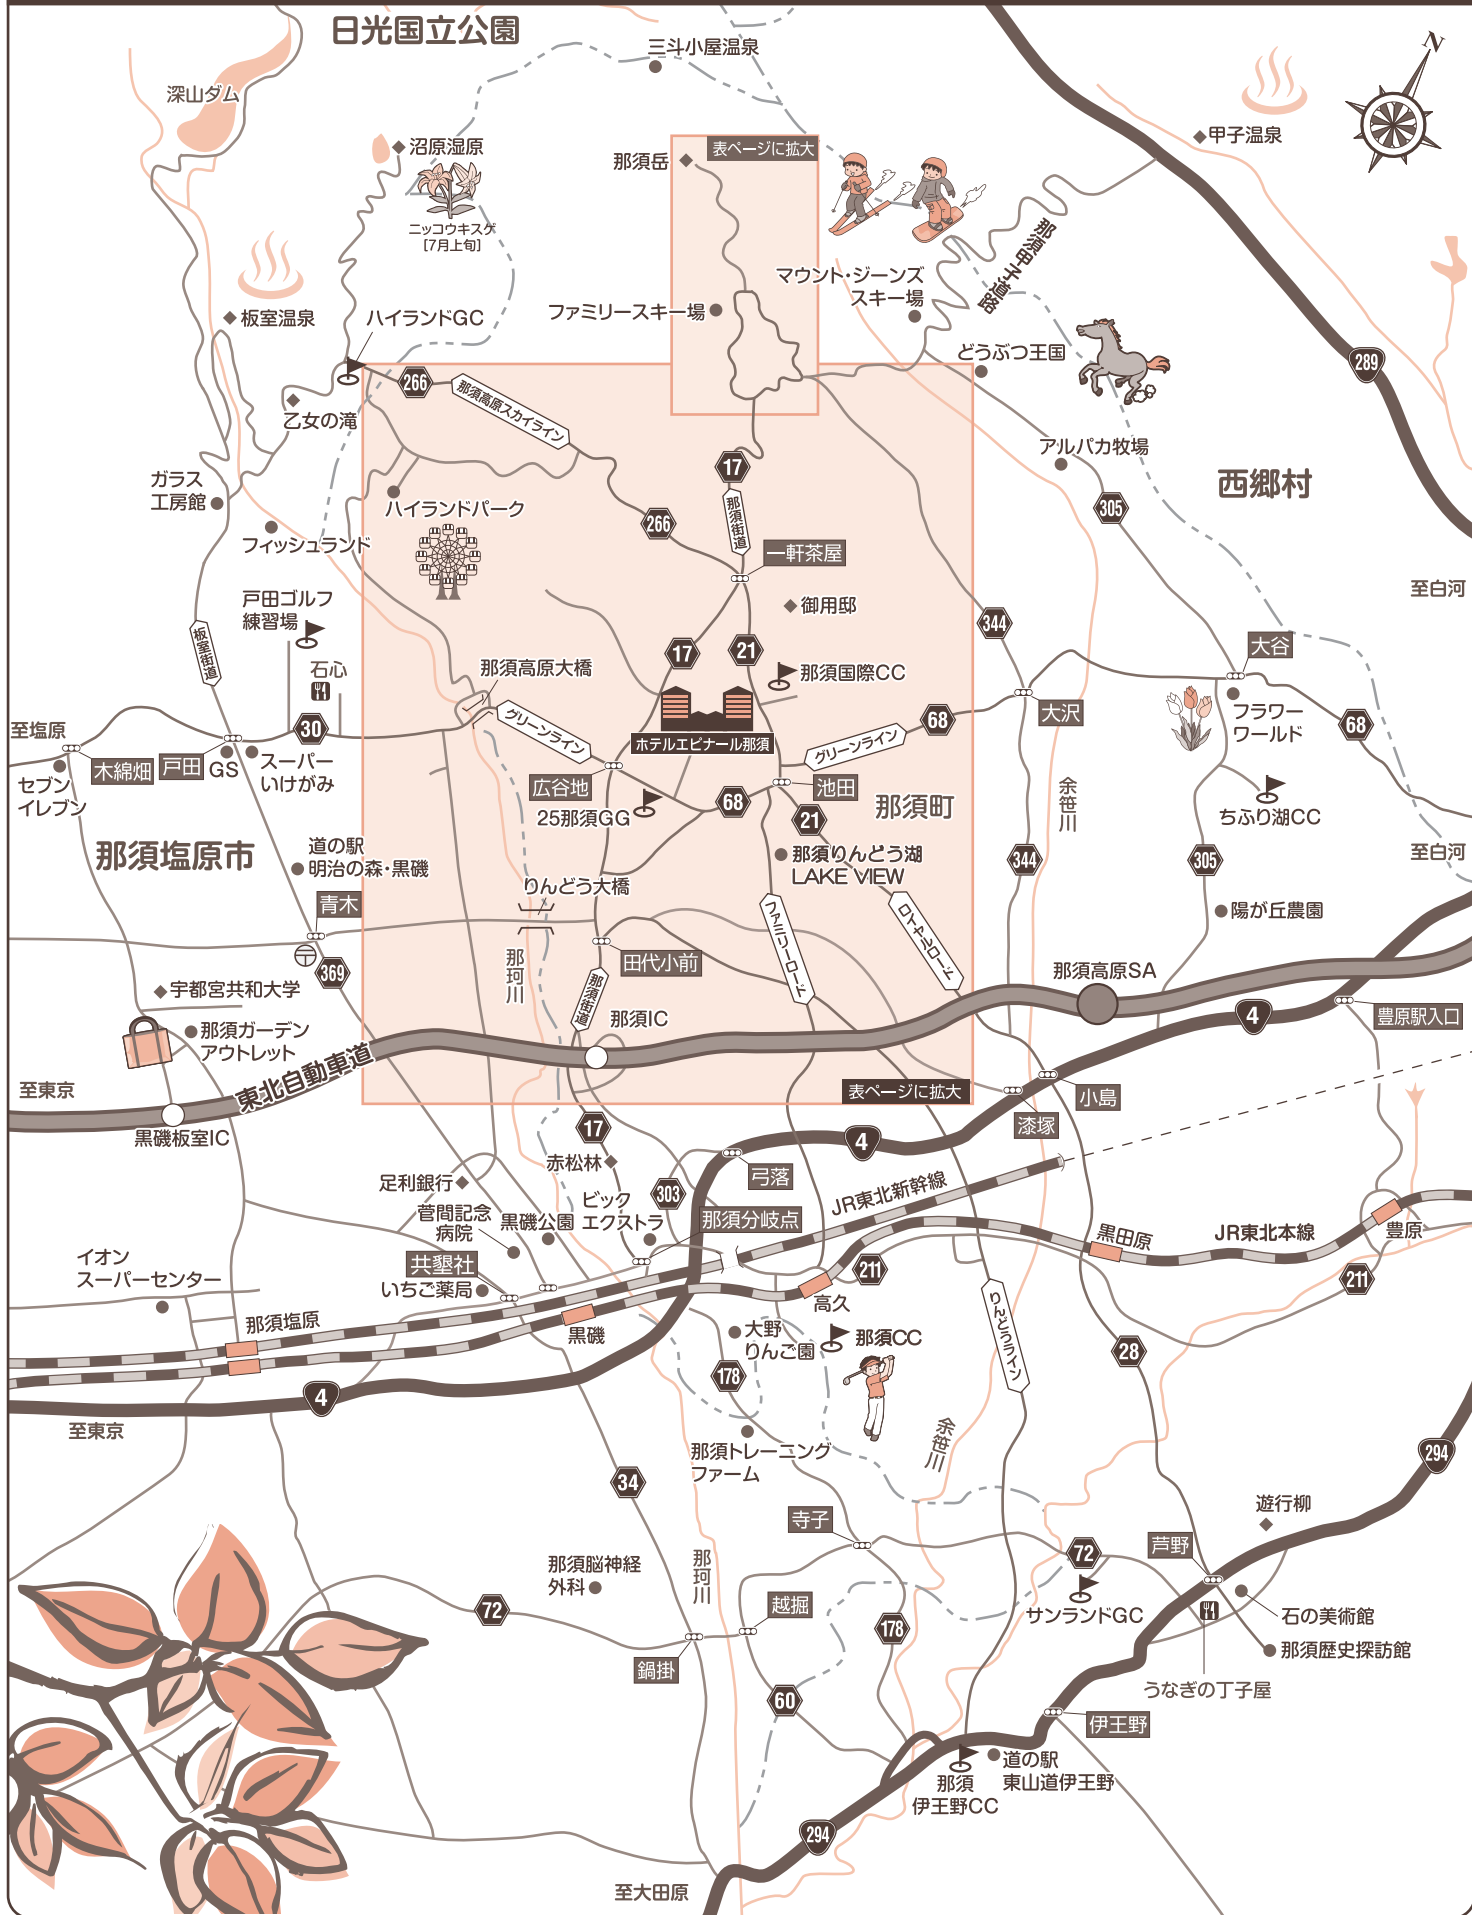 日光国立公園
三斗小屋温泉
N
深山ダム
沼原湿原
ニッコウキスゲ
[7月上旬]
那須岳
表ページに拡大
甲子温泉
那須甲子道路
マウント・ジーンズ
スキー場
ファミリースキー場
板室温泉
ハイランドGC
どうぶつ王国
289
266
那須高原スカイライン
乙女の滝
アルパカ牧場
西郷村
17
那須街道
ガラス
工房館
ハイランドパーク
266
305
フィッシュランド
一軒茶屋
至白河
戸田ゴルフ
練習場
御用邸
344
板室街道
石心
那須高原大橋
17
21
那須国際CC
大谷
至塩原
30
グリーンライン
ホテルエピナール那須
グリーンライン
68
大沢
フラワー
ワールド
68
木綿畑
戸田
GS
スーパー
いけがみ
セブン
イレブン
広谷地
25那須GG
68
池田
21
那須町
余笹川
ちふり湖CC
那須塩原市
道の駅
明治の森・黒磯
那須りんどう湖
LAKE VIEW
344
305
至白河
青木
りんどう大橋
ファミリーロード
ロイヤルロード
陽が丘農園
369
那珂川
田代小前
那須高原SA
宇都宮共和大学
那須街道
那須IC
4
豊原駅入口
那須ガーデン
アウトレット
東北自動車道
至東京
黒磯板室IC
表ページに拡大
小島
漆塚
17
4
赤松林
弓落
足利銀行
303
ビック
エクストラ
JR東北新幹線
菅間記念
病院
黒磯公園
那須分岐点
黒田原
JR東北本線
豊原
イオン
スーパーセンター
共墾社
いちご薬局
211
211
那須塩原
黒磯
高久
りんどうライン
大野
りんご園
那須CC
28
178
4
至東京
那須トレーニング
ファーム
余笹川
294
34
遊行柳
寺子
芦野
72
那須脳神経
外科
那珂川
サンランドGC
石の美術館
72
越堀
178
那須歴史探訪館
鍋掛
うなぎの丁子屋
60
伊王野
那須
伊王野CC
道の駅
東山道伊王野
294
至大田原